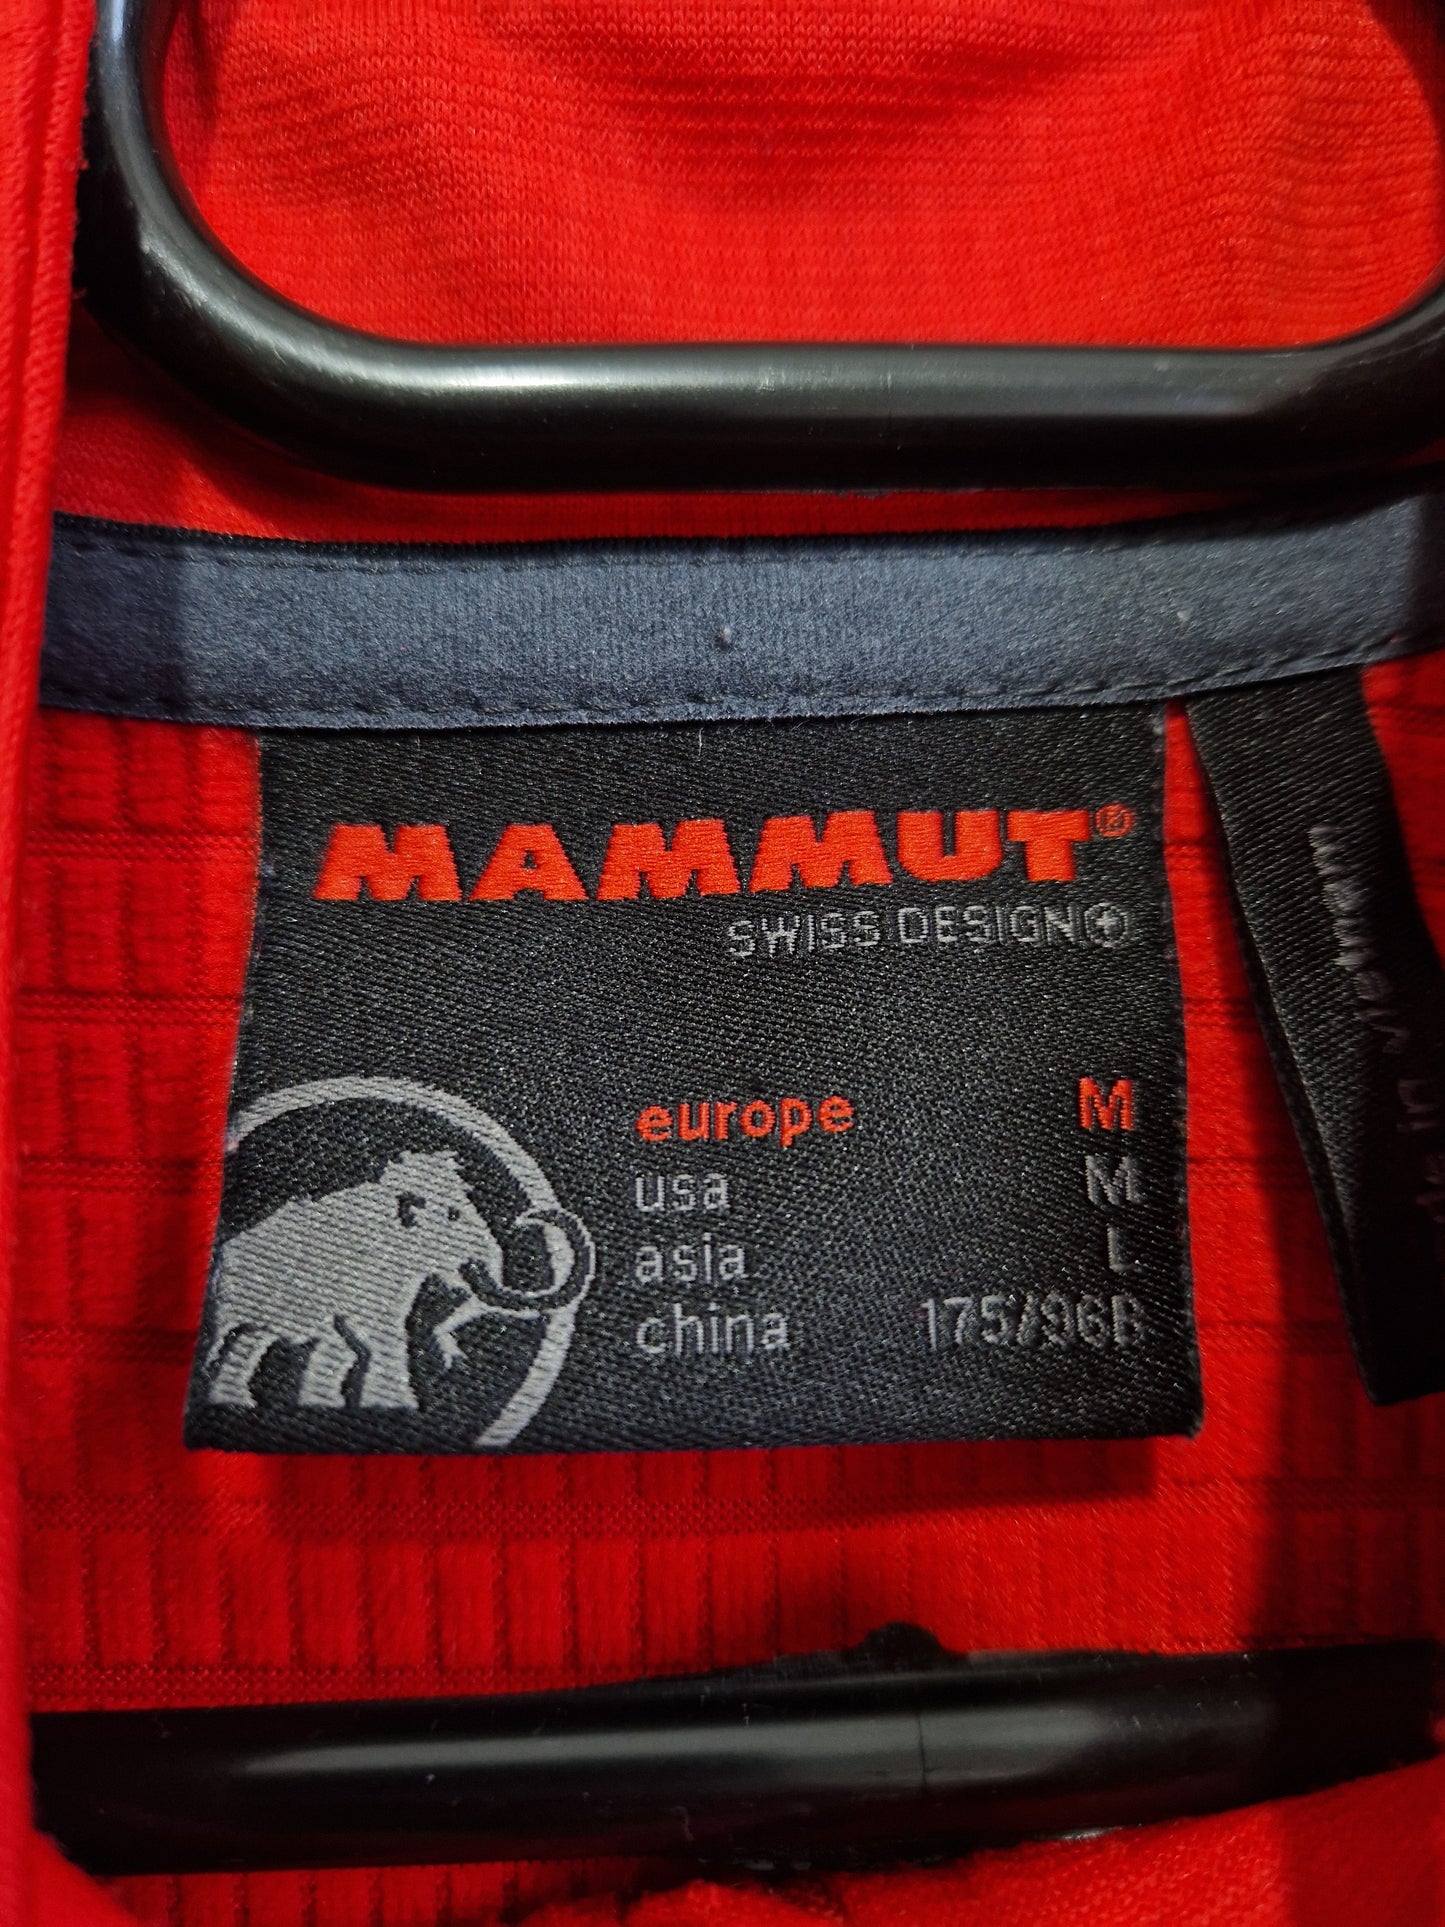 MAMMUT®
SWISS DESIGN
europe M
usa M
asia L
china 175/96B